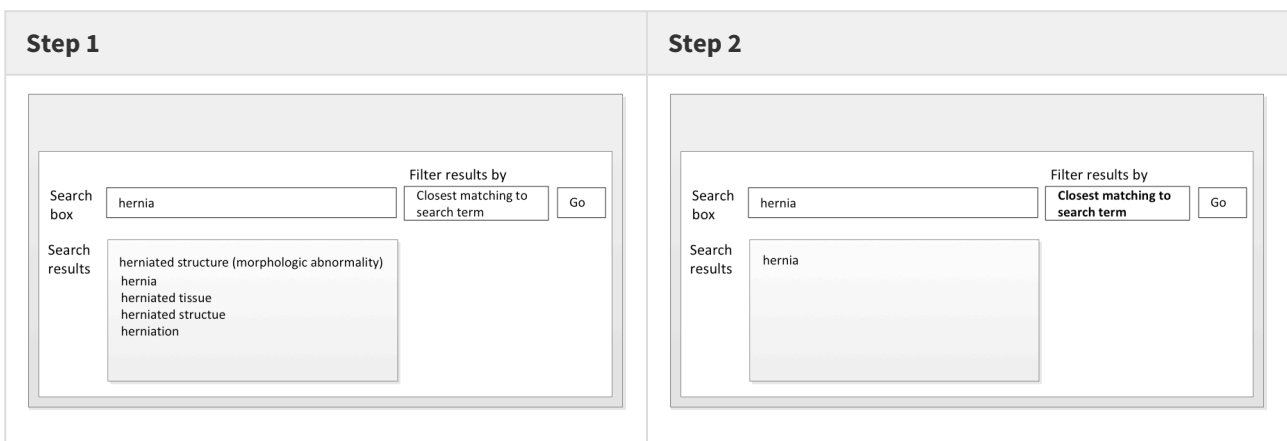 Step 1
Step 2
Filter results by
Search box
hernia
Closest matching to
search term
Go
Search results
herniated structure (morphologic abnormality)
hernia
herniated tissue
herniated structue
herniation
Filter results by
Search box
hernia
Closest matching to
search term
Go
Search results
hernia